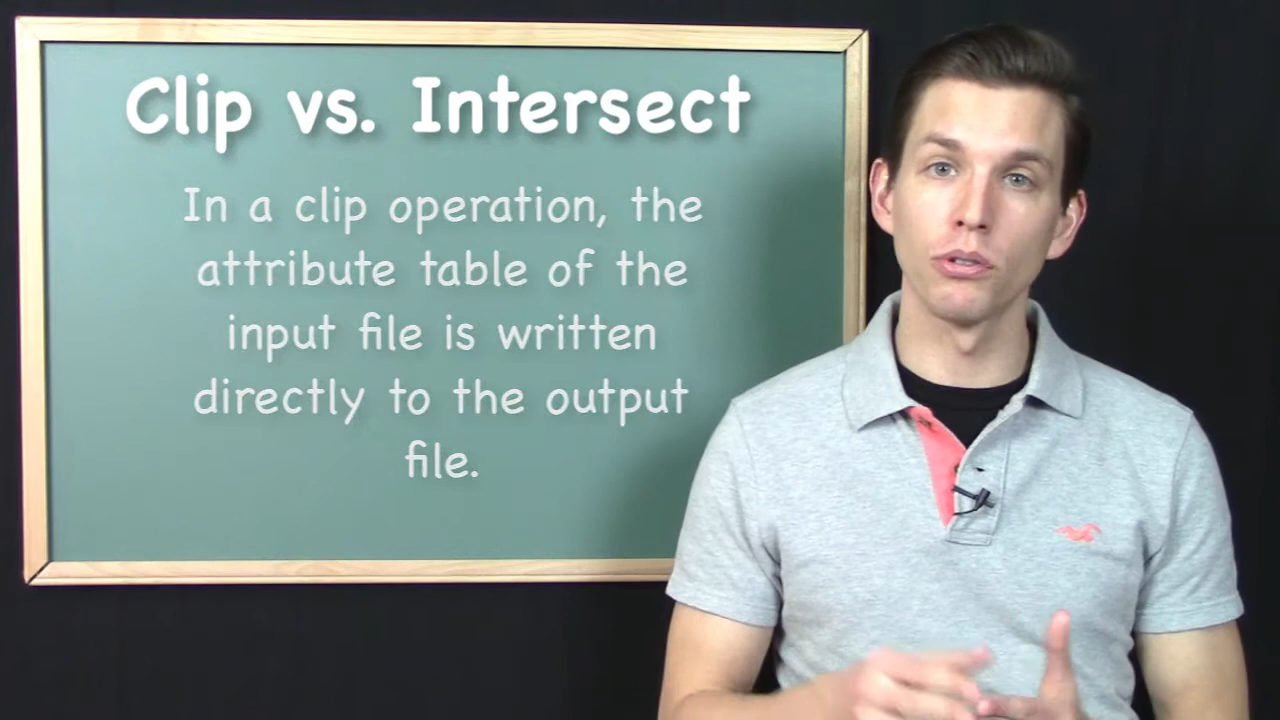 Clip vs. Intersect
In a clip operation, the
attribute table of the
input file is written
directly to the output
file.